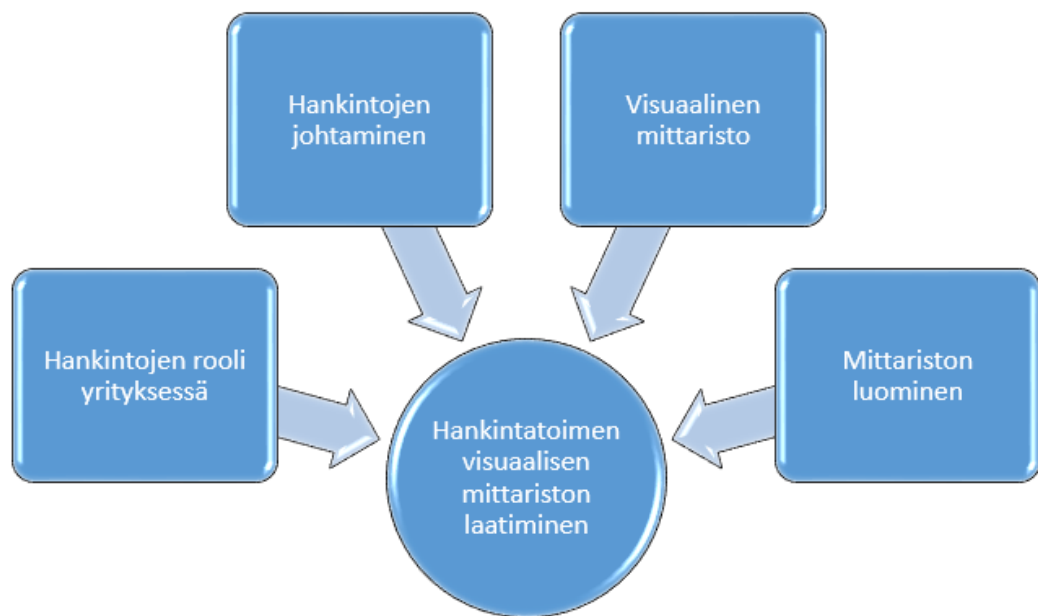 Hankintojen
johtaminen
Visuaalinen
mittaristo
Hankintojen rooli
yrityksessä
Mittariston
luominen
Hankintatoimen
visuaalisen
mittariston
laatiminen